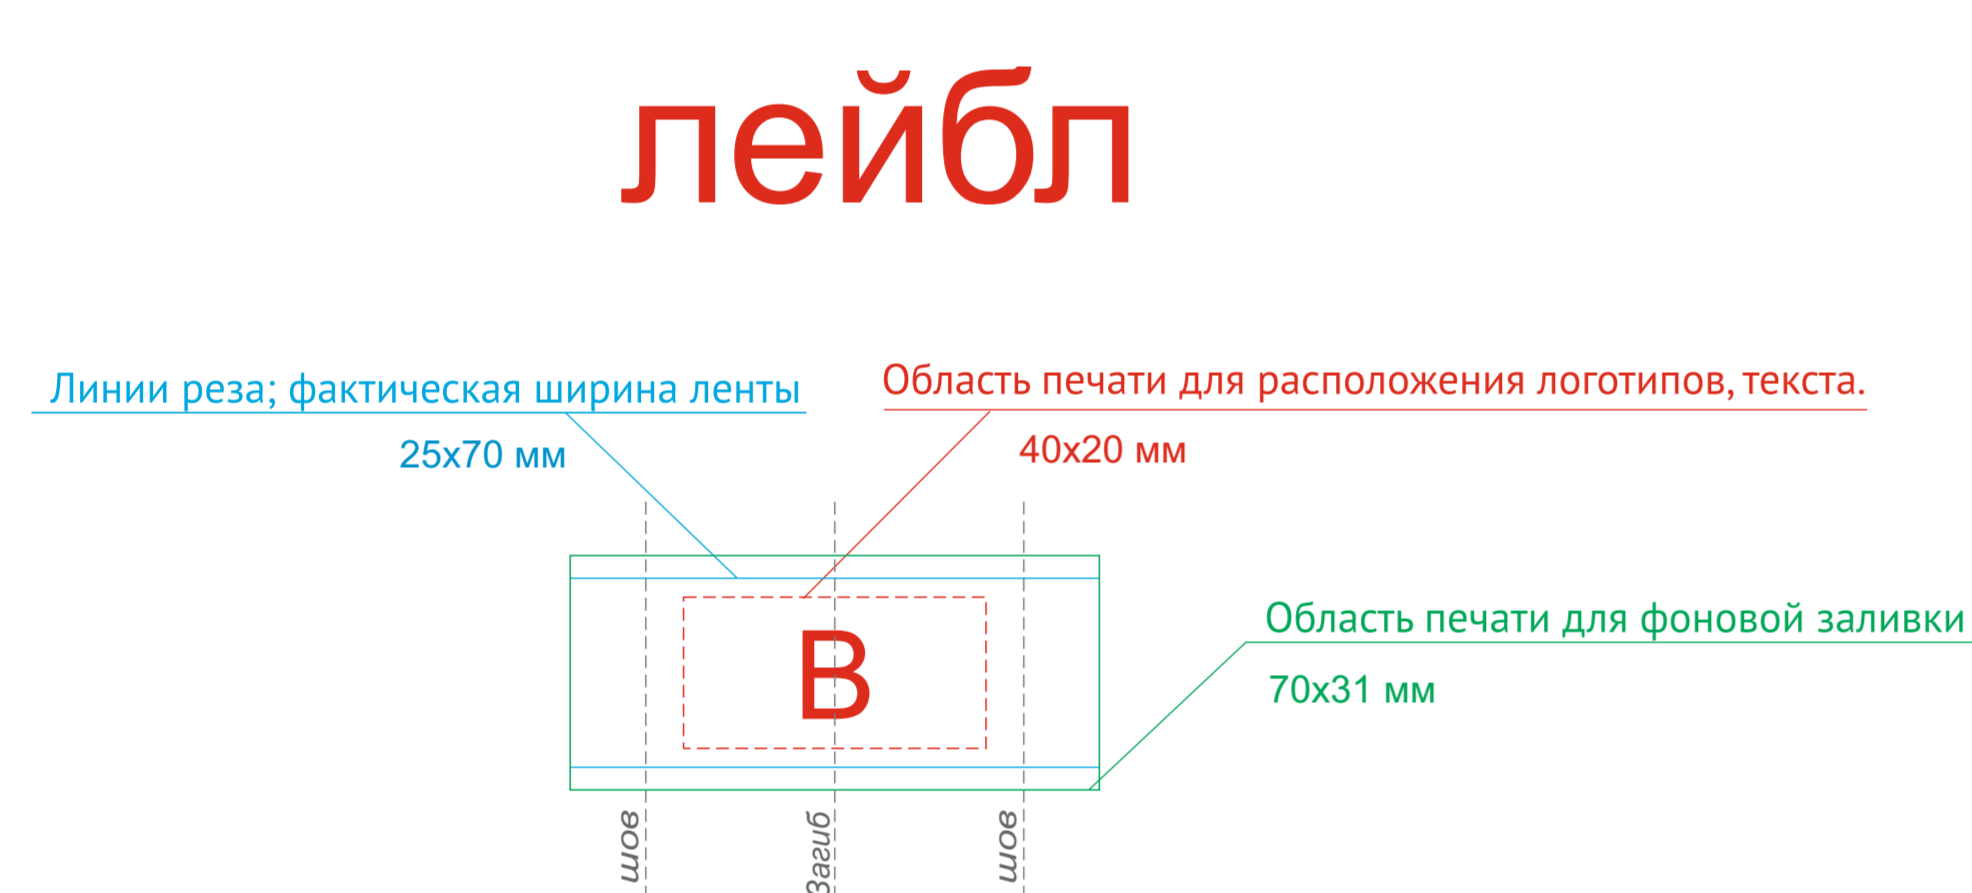 лейбл
Линии реза; фактическая ширина ленты
25х70 мм
Область печати для расположения логотипов, текста.
40х20 мм
Область печати для фоновой заливки
70х31 мм
В
шов
Загиб
шов